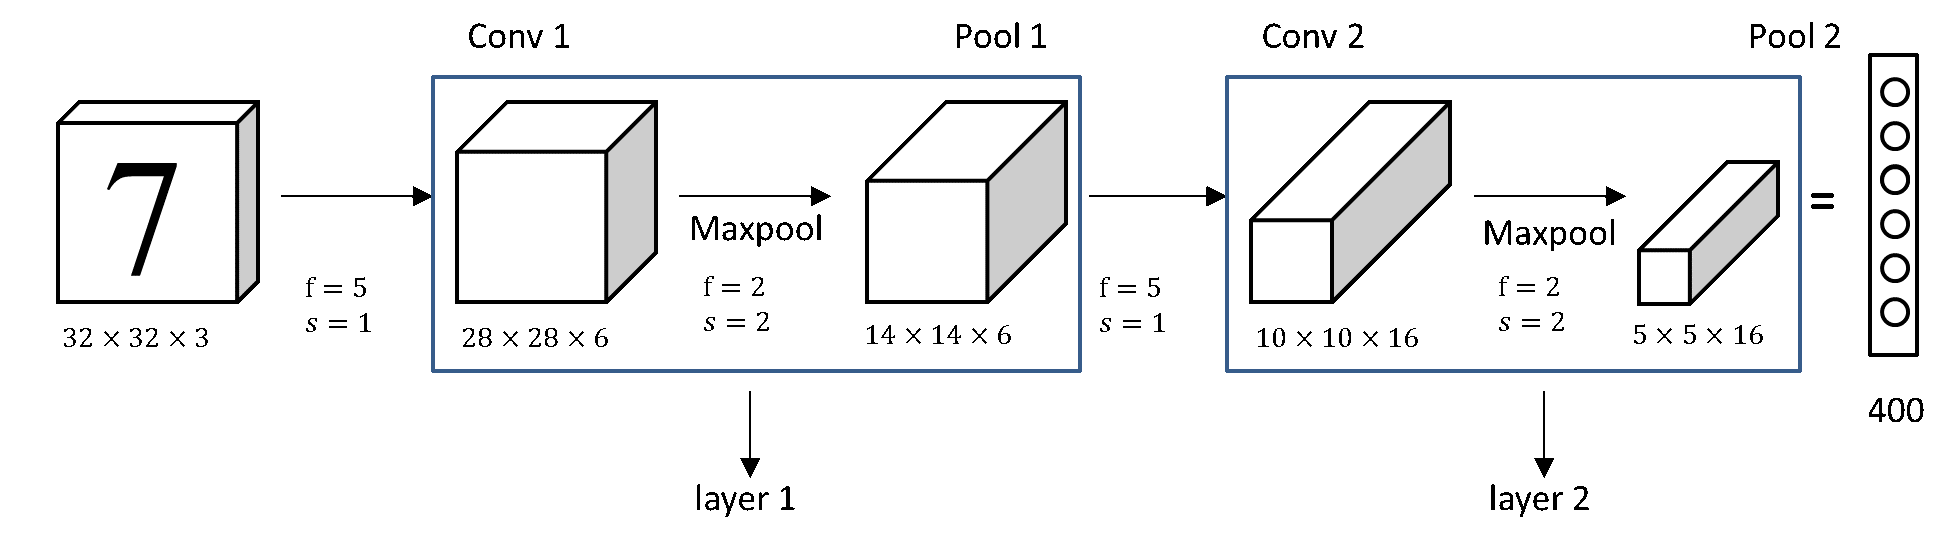 Conv 1
Pool 1
Conv 2
Pool 2
7
Maxpool
Maxpool
=
f = 5
s = 1
f = 2
s = 2
f = 5
s = 1
f = 2
s = 2
32 × 32 × 3
28 × 28 × 6
14 × 14 × 6
10 × 10 × 16
5 × 5 × 16
400
layer 1
layer 2